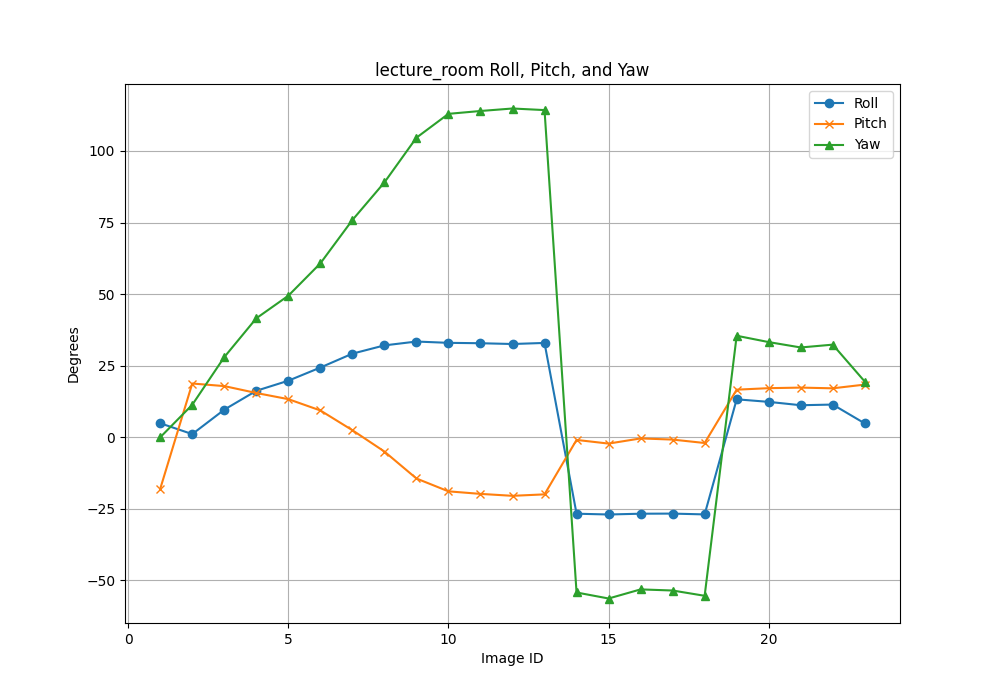 lecture_room Roll, Pitch, and Yaw
Roll
Pitch
Yaw
100
75
50
25
0
−25
−50
Degrees
0 5 10 15 20
Image ID